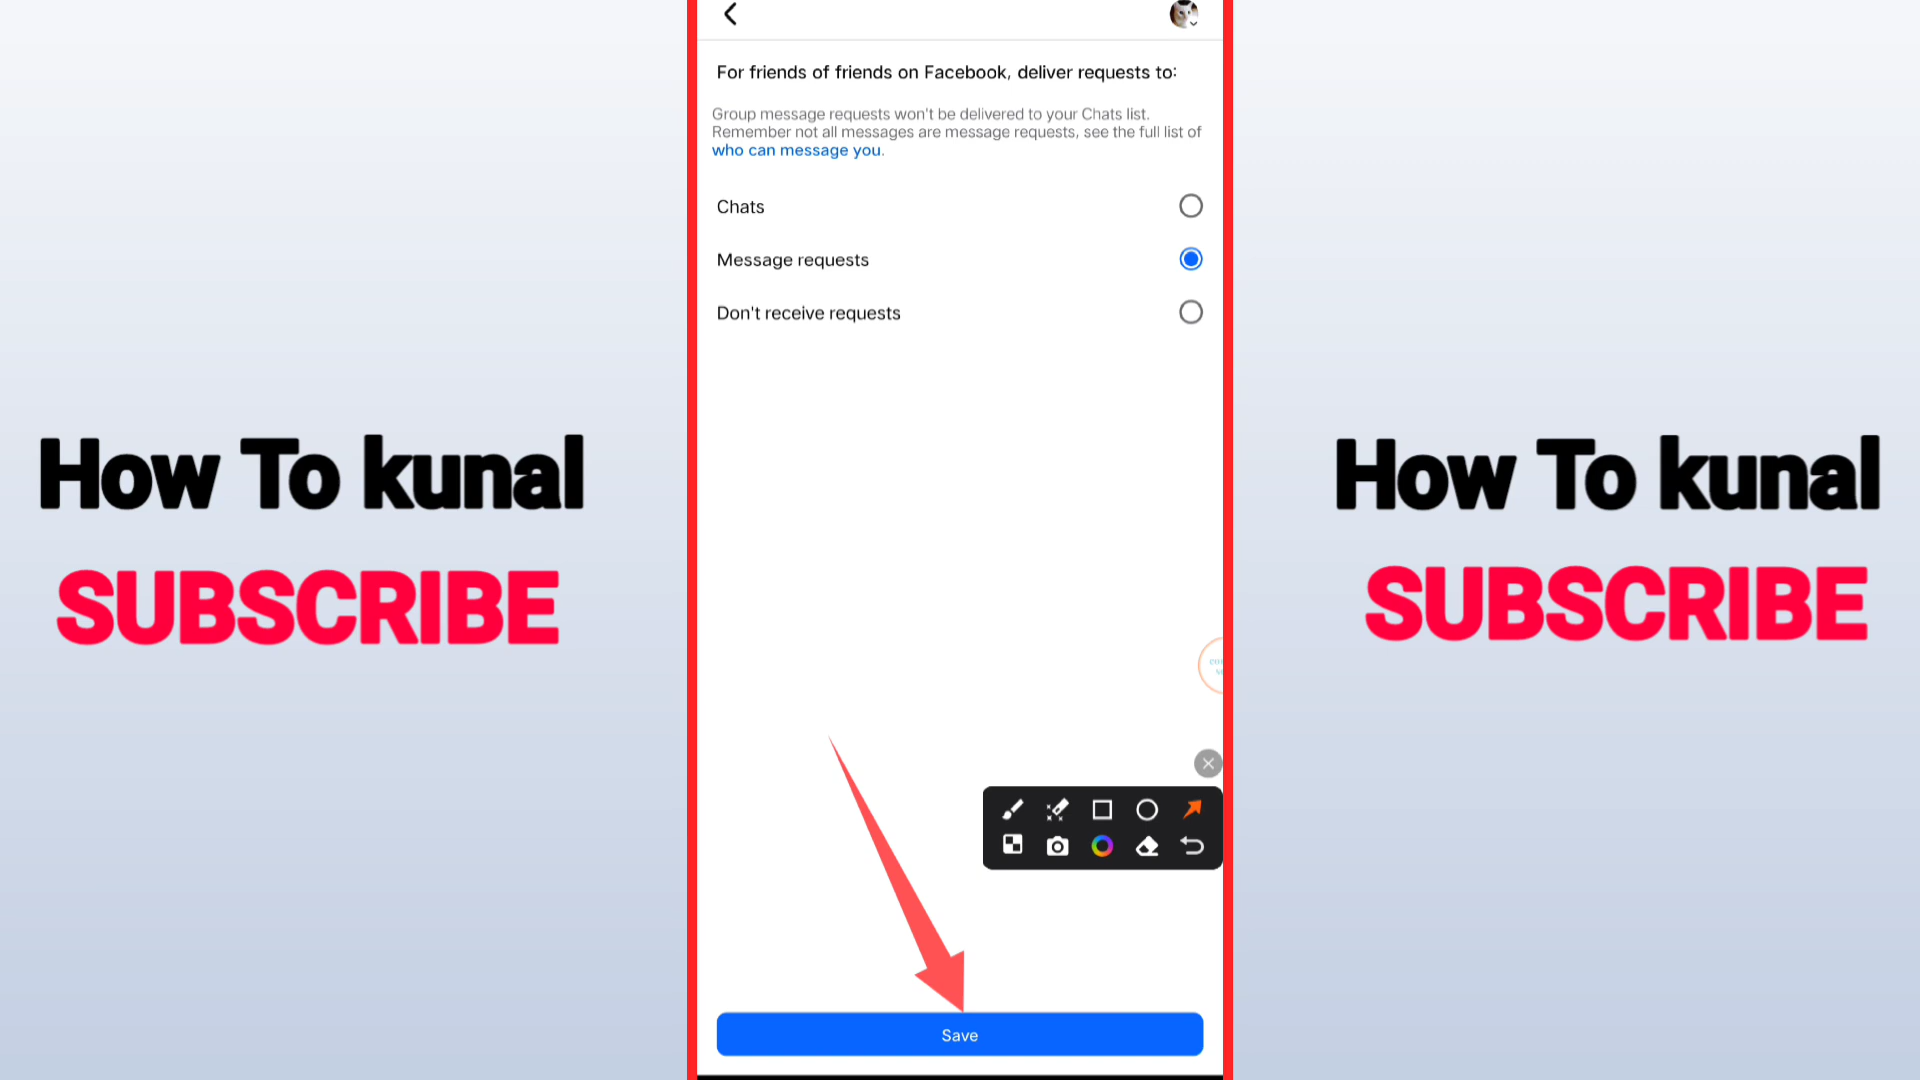 For friends of friends on Facebook, deliver requests to:
Group message requests won't be delivered to your Chats list.
Remember not all messages are message requests, see the full list of
who can message you.
Chats
Message requests
Don't receive requests
How To kunal
SUBSCRIBE
How To kunal
SUBSCRIBE
Save